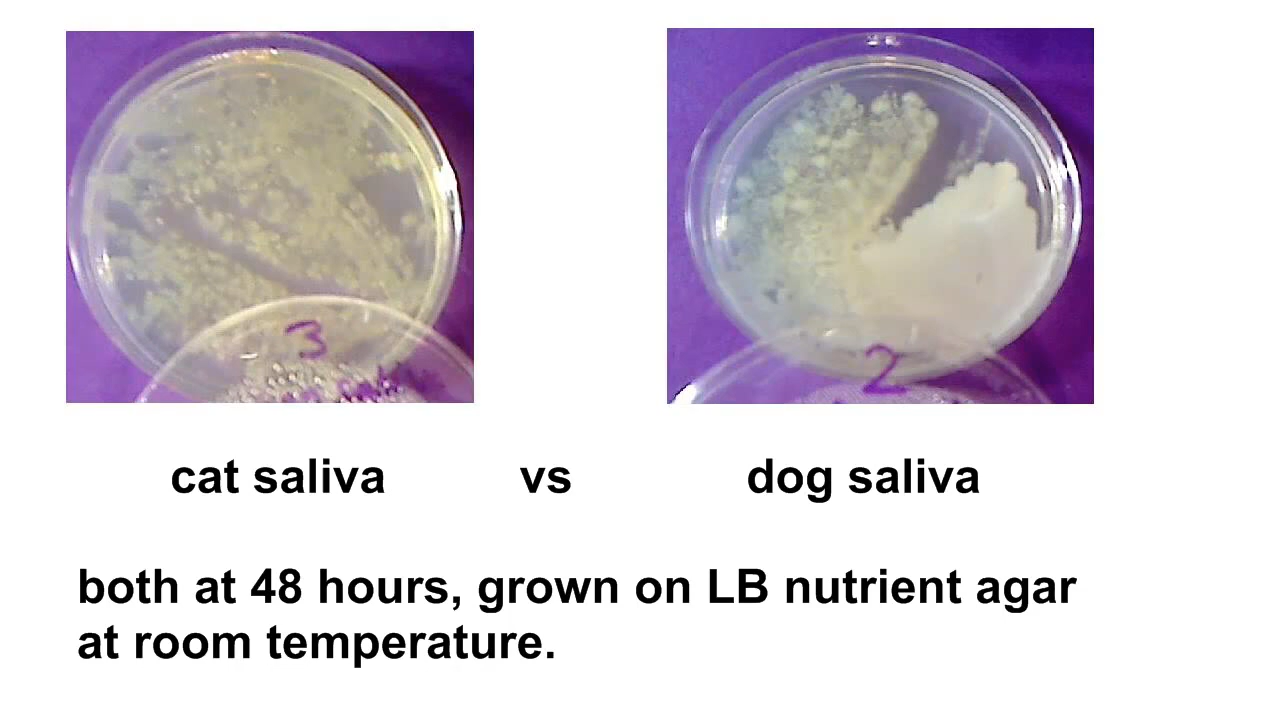 3
2
cat saliva vs dog saliva
both at 48 hours, grown on LB nutrient agar
at room temperature.